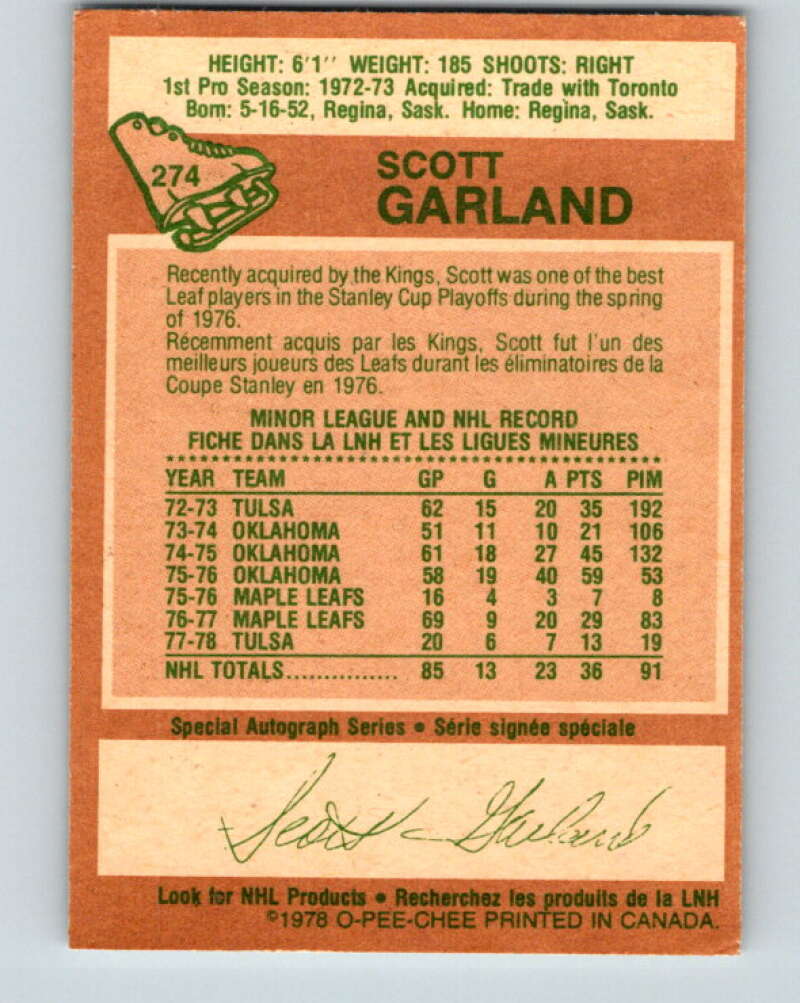 HEIGHT: 6'1'' WEIGHT: 185 SHOOTS: RIGHT
1st Pro Season: 1972-73 Acquired: Trade with Toronto
Born: 5-16-52, Regina, Sask. Home: Regina, Sask.
274
SCOTT
GARLAND
Recently acquired by the Kings, Scott was one of the best
Leaf players in the Stanley Cup Playoffs during the spring
of 1976.
Récemment acquis par les Kings, Scott fut l'un des
meilleurs joueurs des Leafs durant les éliminatoires de la
Coupe Stanley en 1976.
MINOR LEAGUE AND NHL RECORD
FICHE DANS LA LNH ET LES LIGUES MINEURES
YEAR TEAM GP G A PTS PIM
72-73 TULSA 62 15 20 35 192
73-74 OKLAHOMA 51 11 10 21 106
74-75 OKLAHOMA 61 18 27 45 132
75-76 OKLAHOMA 58 19 40 59 53
75-76 MAPLE LEAFS 16 4 3 7 8
76-77 MAPLE LEAFS 69 9 20 29 83
77-78 TULSA 20 6 7 13 19
NHL TOTALS............... 85 13 23 36 91
Special Autograph Series • Série signée spéciale
Scott Garland
Look for NHL Products • Recherchez les produits de la LNH
©1978 O-PEE-CHEE PRINTED IN CANADA.